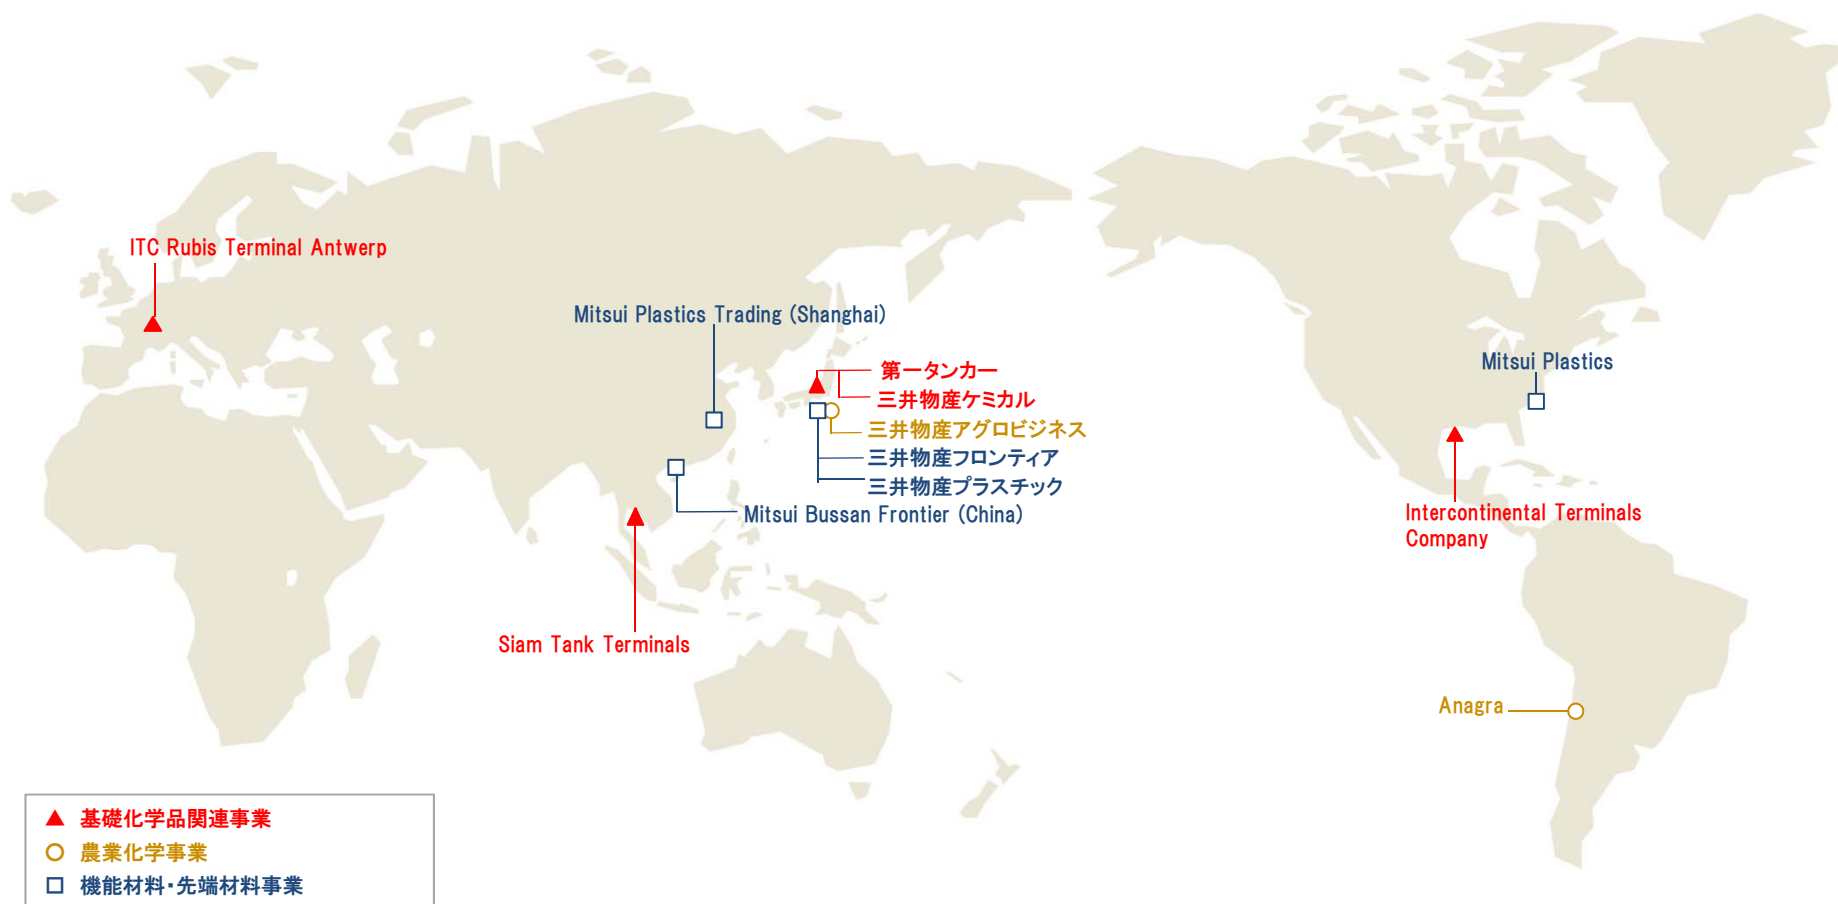 ITC Rubis Terminal Antwerp
Mitsui Plastics Trading (Shanghai)
第一タンカー
三井物産ケミカル
三井物産アグロビジネス
三井物産フロンティア
三井物産プラスチック
Mitsui Bussan Frontier (China)
Siam Tank Terminals
Mitsui Plastics
Intercontinental Terminals
Company
Anagra
基礎化学品関連事業
農業化学事業
機能材料・先端材料事業